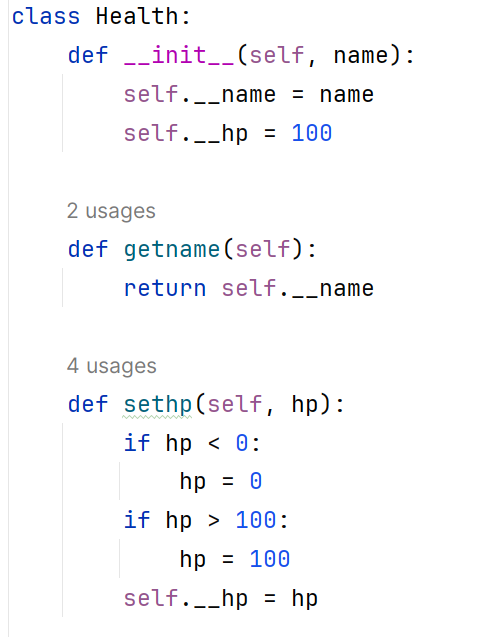 class Health:
    def __init__(self, name):
        self.__name = name
        self.__hp = 100
    2 usages
    def getname(self):
        return self.__name
    4 usages
    def sethp(self, hp):
        if hp < 0:
            hp = 0
        if hp > 100:
            hp = 100
        self.__hp = hp